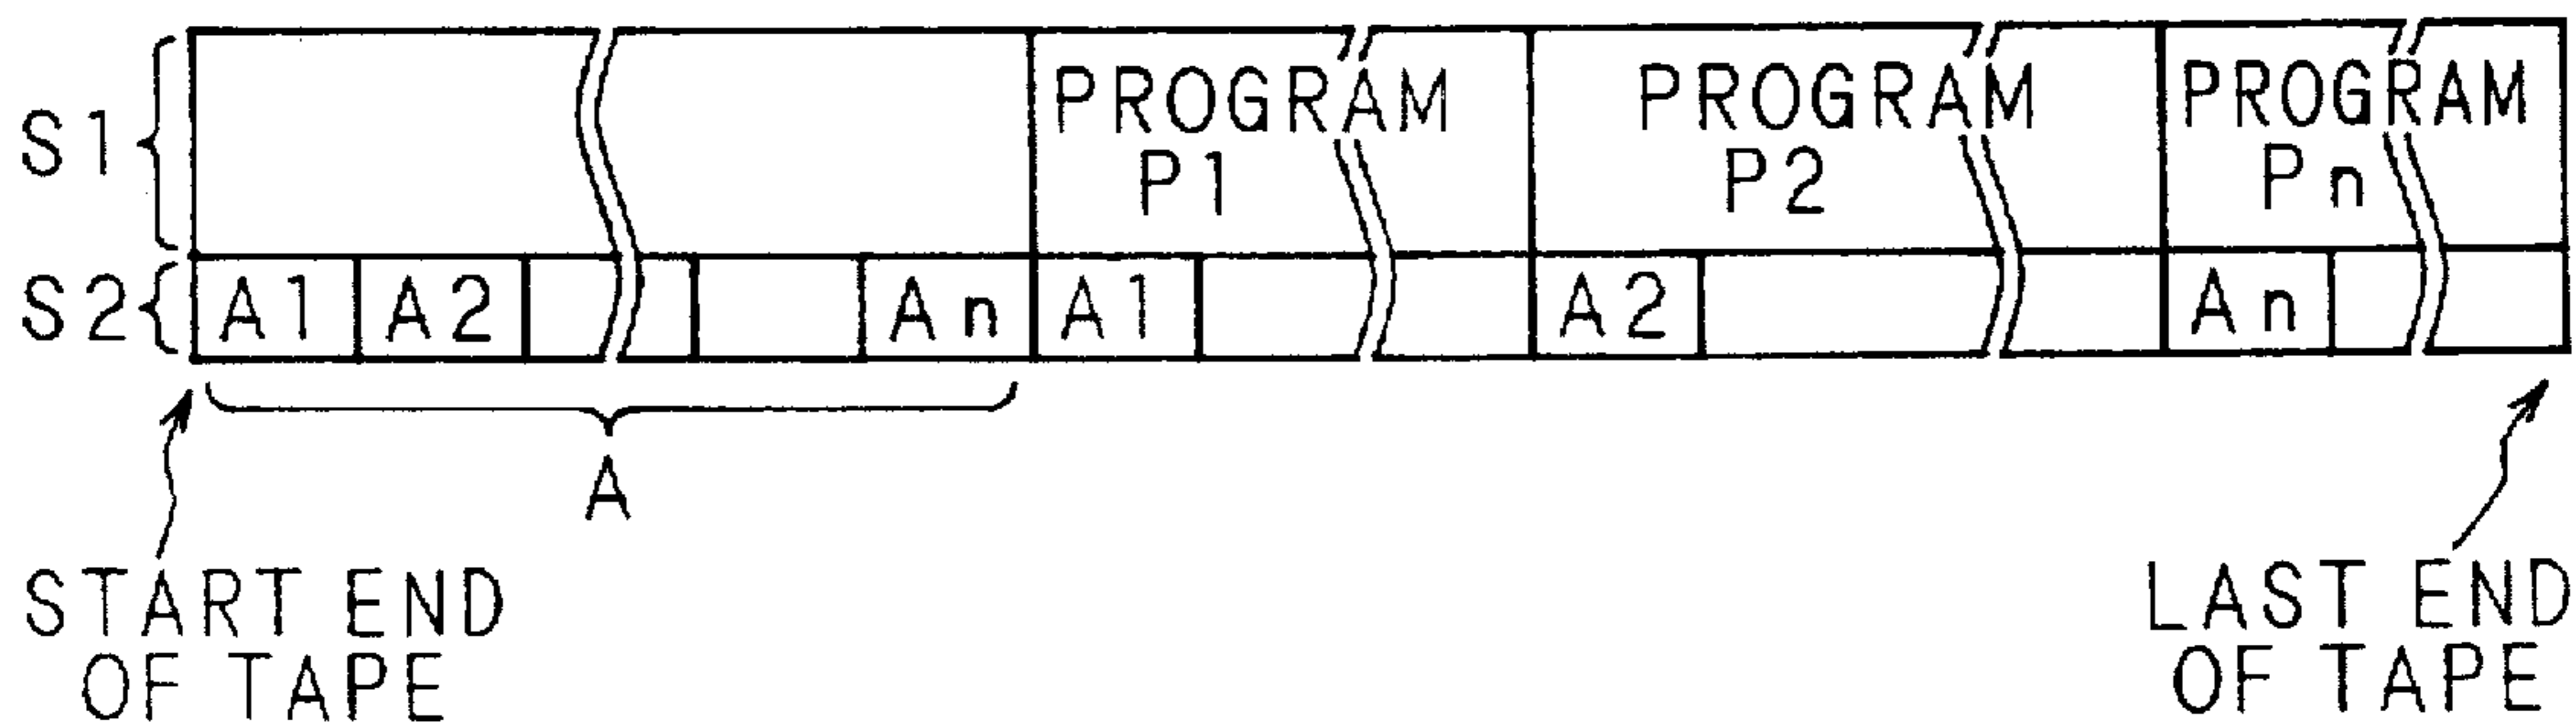 S1
PROGRAM
P1
PROGRAM
P2
PROGRAM
Pn
S2
A1
A2
An
A1
A2
An
A
START END
OF TAPE
LAST END
OF TAPE